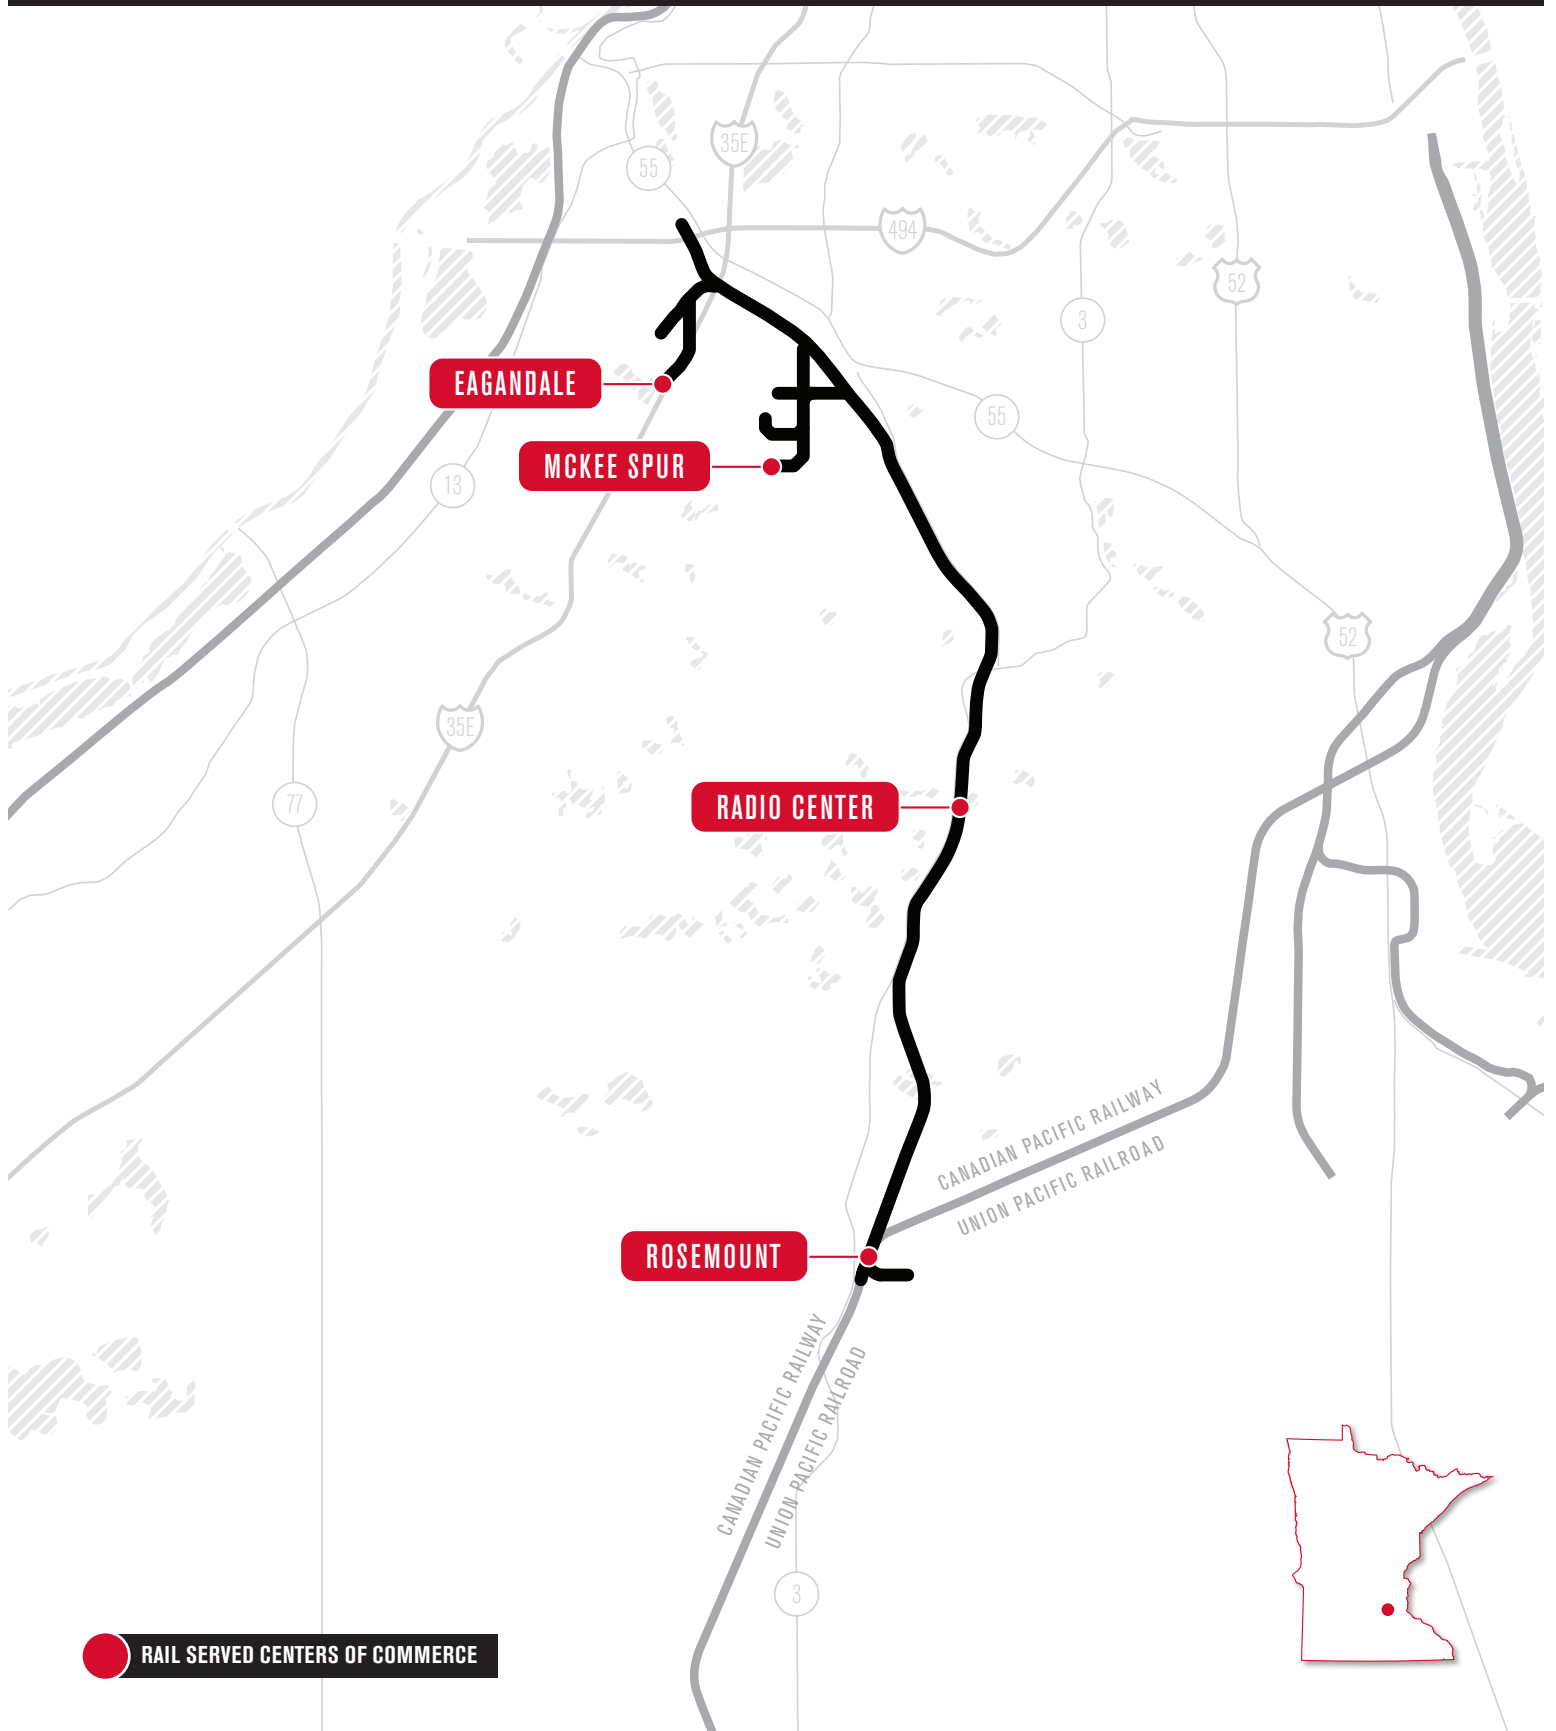 35E
55
494
52
3
EAGANDALE
55
MCKEE SPUR
13
52
35E
77
RADIO CENTER
CANADIAN PACIFIC RAILWAY
UNION PACIFIC RAILROAD
ROSEMOUNT
CANADIAN PACIFIC RAILWAY
UNION PACIFIC RAILROAD
3
RAIL SERVED CENTERS OF COMMERCE